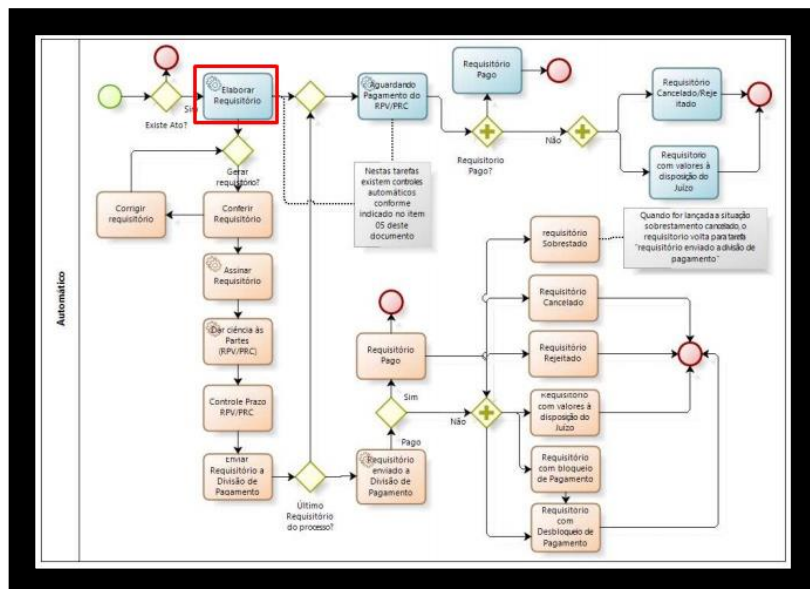 Automático
Existe Ato?
Sim
Elaborar
Requisitório
Aguardando
Pagamento do
RPV/PRC
Requisitório
Pago
Requisitorio
Pago?
Não
Requisitório
Cancelado/Reje
itado
Requisitorio
com valores à
disposição do
Juízo
Gerar
requisitório?
Corrigir
requisitório
Conferir
Requisitório
Nestas tarefas
existem controles
automáticos
conforme
indicado no item
05 deste
documento
Assinar
Requisitório
Dar ciência às
Partes
(RPV/PRC)
Controle Prazo
RPV/PRC
Enviar
Requisitório a
Divisão de
Pagamento
Último
Requisitório
do processo?
Requisitório
enviado a
Divisão de
Pagamento
Pago
Sim
Requisitório
Pago
Não
requisitório
Sobrestado
Quando for lançada a situação
sobrestamento cancelado, o
requisitorio volta para tarefa
"requisitório enviado a divisão de
pagamento"
Requisitório
Cancelado
Requisitório
Rejeitado
Requisitório
com valores à
disposição do
Juízo
Requisitório
com bloqueio
de Pagamento
Requisitório
com
Desbloqueio de
Pagamento